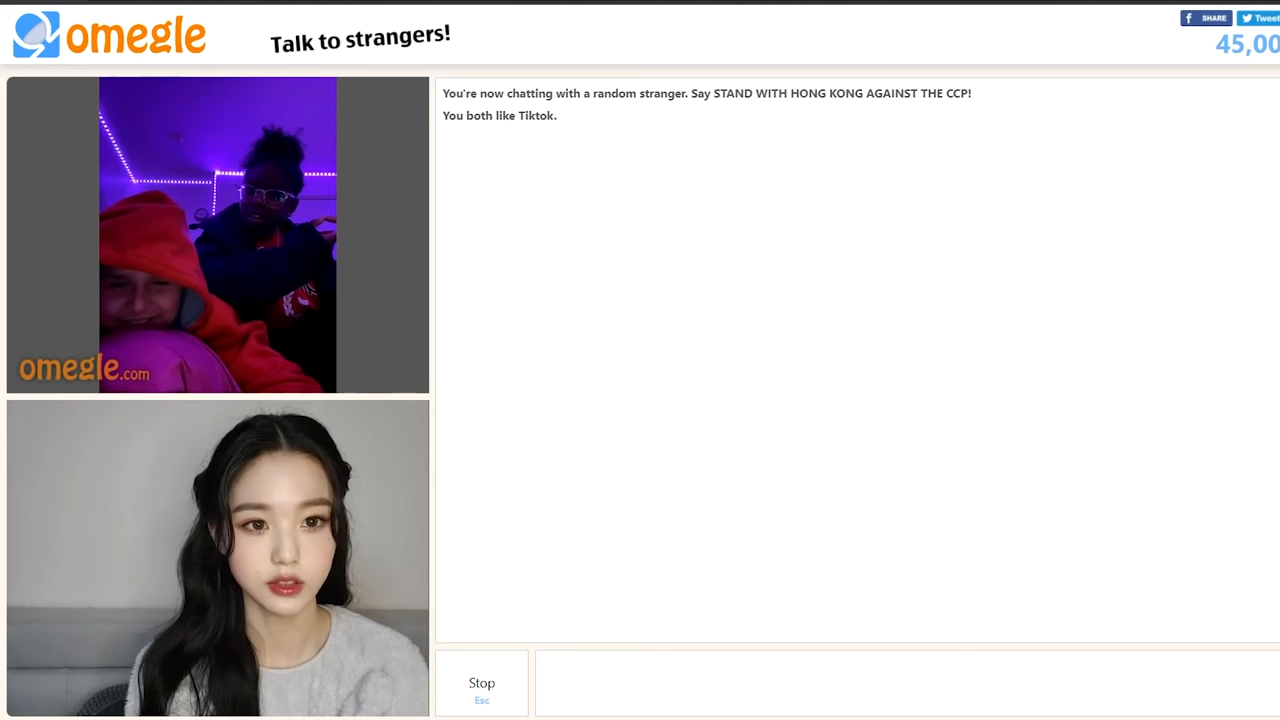 omegle
Talk to strangers!
SHARE
Tweet
45,00
You're now chatting with a random stranger. Say STAND WITH HONG KONG AGAINST THE CCP!
You both like Tiktok.
omegle.com
Stop
Esc